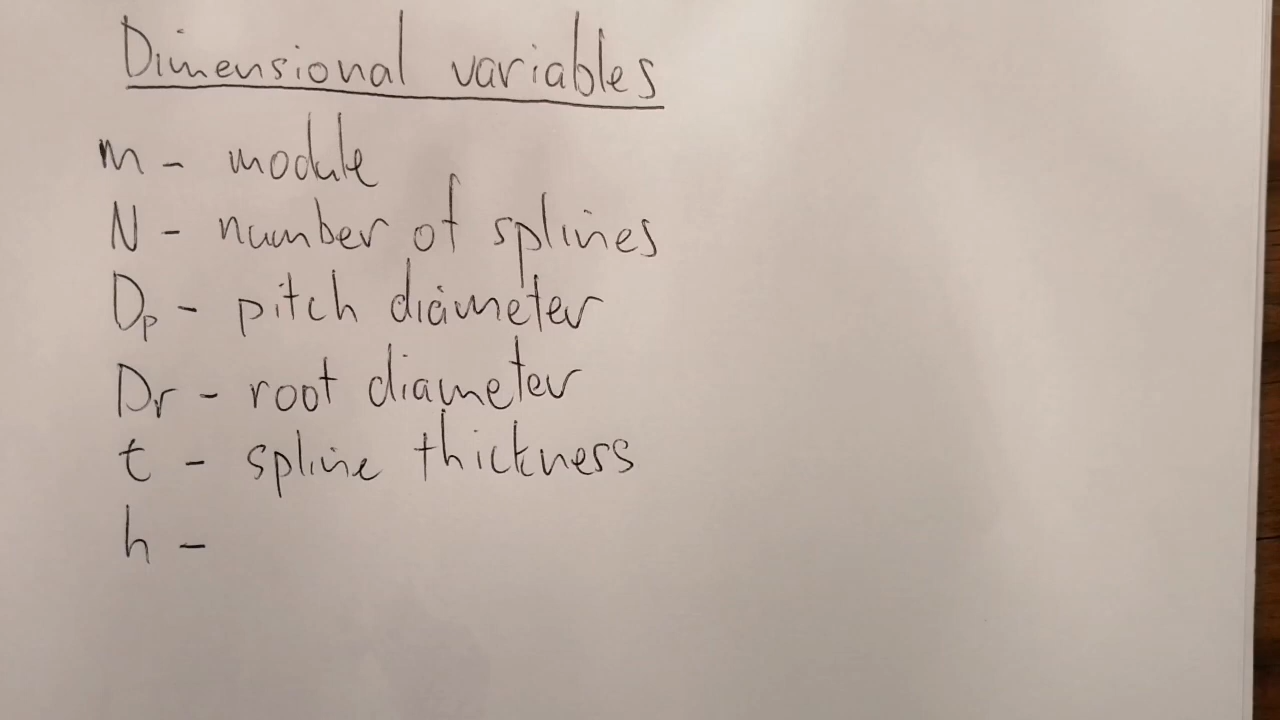 Dimensional variables
m - module
N - number of splines
Dp - pitch diameter
Dr - root diameter
t - spline thickness
h -